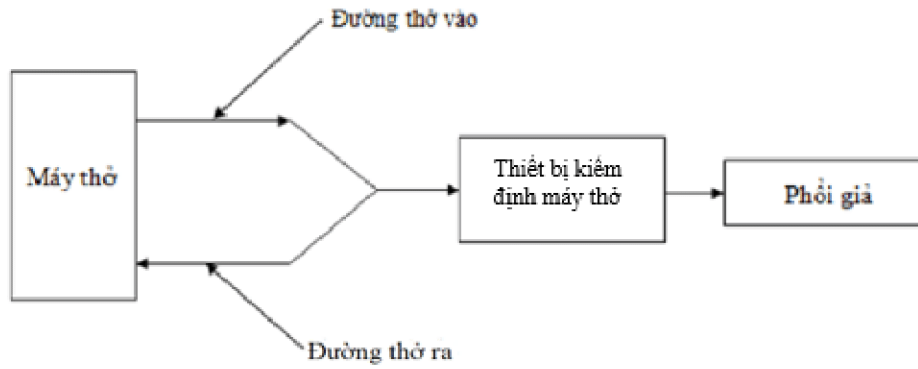 Đường thở vào
Máy thở
Thiết bị kiểm
định máy thở
Phổi giả
Đường thở ra